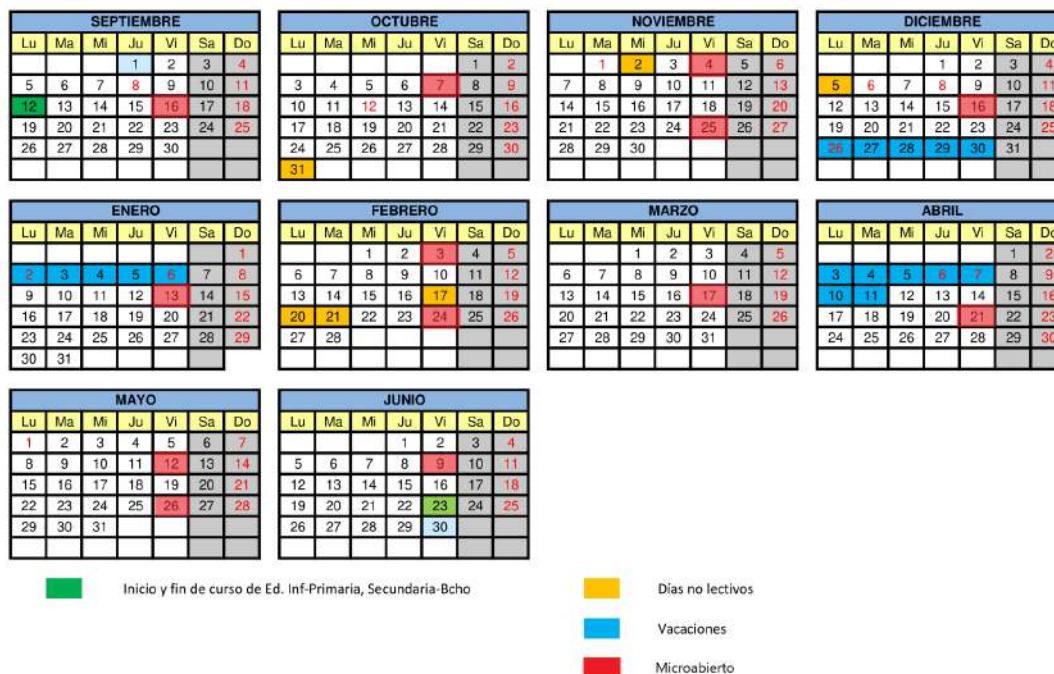 SEPTIEMBRE
Lu Ma Mi Ju Vi Sa Do
1 2 3 4
5 6 7 8 9 10 11
12 13 14 15 16 17 18
19 20 21 22 23 24 25
26 27 28 29 30
OCTUBRE
Lu Ma Mi Ju Vi Sa Do
1 2
3 4 5 6 7 8 9
10 11 12 13 14 15 16
17 18 19 20 21 22 23
24 25 26 27 28 29 30
31
NOVIEMBRE
Lu Ma Mi Ju Vi Sa Do
1 2 3 4 5 6
7 8 9 10 11 12 13
14 15 16 17 18 19 20
21 22 23 24 25 26 27
28 29 30
DICIEMBRE
Lu Ma Mi Ju Vi Sa Do
1 2 3 4
5 6 7 8 9 10 11
12 13 14 15 16 17 18
19 20 21 22 23 24 25
26 27 28 29 30 31
ENERO
Lu Ma Mi Ju Vi Sa Do
1
2 3 4 5 6 7 8
9 10 11 12 13 14 15
16 17 18 19 20 21 22
23 24 25 26 27 28 29
30 31
FEBRERO
Lu Ma Mi Ju Vi Sa Do
1 2 3 4 5
6 7 8 9 10 11 12
13 14 15 16 17 18 19
20 21 22 23 24 25 26
27 28
MARZO
Lu Ma Mi Ju Vi Sa Do
1 2 3 4 5
6 7 8 9 10 11 12
13 14 15 16 17 18 19
20 21 22 23 24 25 26
27 28 29 30 31
ABRIL
Lu Ma Mi Ju Vi Sa Do
1 2
3 4 5 6 7 8 9
10 11 12 13 14 15 16
17 18 19 20 21 22 23
24 25 26 27 28 29 30
MAYO
Lu Ma Mi Ju Vi Sa Do
1 2 3 4 5 6 7
8 9 10 11 12 13 14
15 16 17 18 19 20 21
22 23 24 25 26 27 28
29 30 31
JUNIO
Lu Ma Mi Ju Vi Sa Do
1 2 3 4
5 6 7 8 9 10 11
12 13 14 15 16 17 18
19 20 21 22 23 24 25
26 27 28 29 30
Inicio y fin de curso de Ed. Inf-Primaria, Secundaria-Bcho
Días no lectivos
Vacaciones
Microabierto